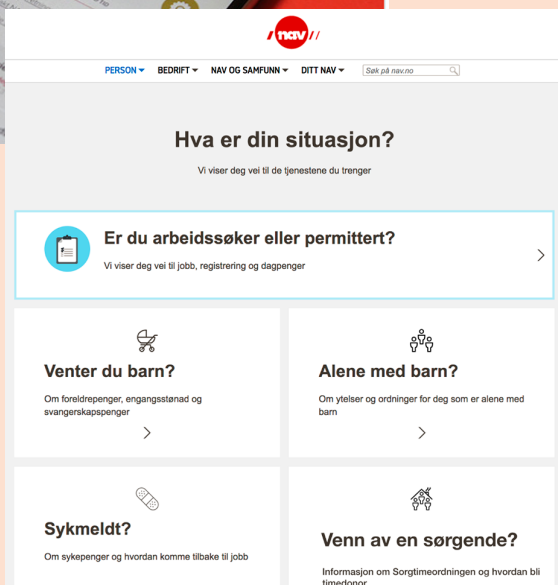 nav
PERSON
BEDRIFT
NAV OG SAMFUNN
DITT NAV
Søk på nav.no
Hva er din situasjon?
Vi viser deg vei til de tjenestene du trenger
Er du arbeidssøker eller permittert?
Vi viser deg vei til jobb, registrering og dagpenger
Venter du barn?
Om foreldrepenger, engangsstønad og
svangerskapspenger
Alene med barn?
Om ytelser og ordninger for deg som er alene med
barn
Sykmeldt?
Om sykepenger og hvordan komme tilbake til jobb
Venn av en sørgende?
Informasjon om Sorgtimeordningen og hvordan bli
timedonor